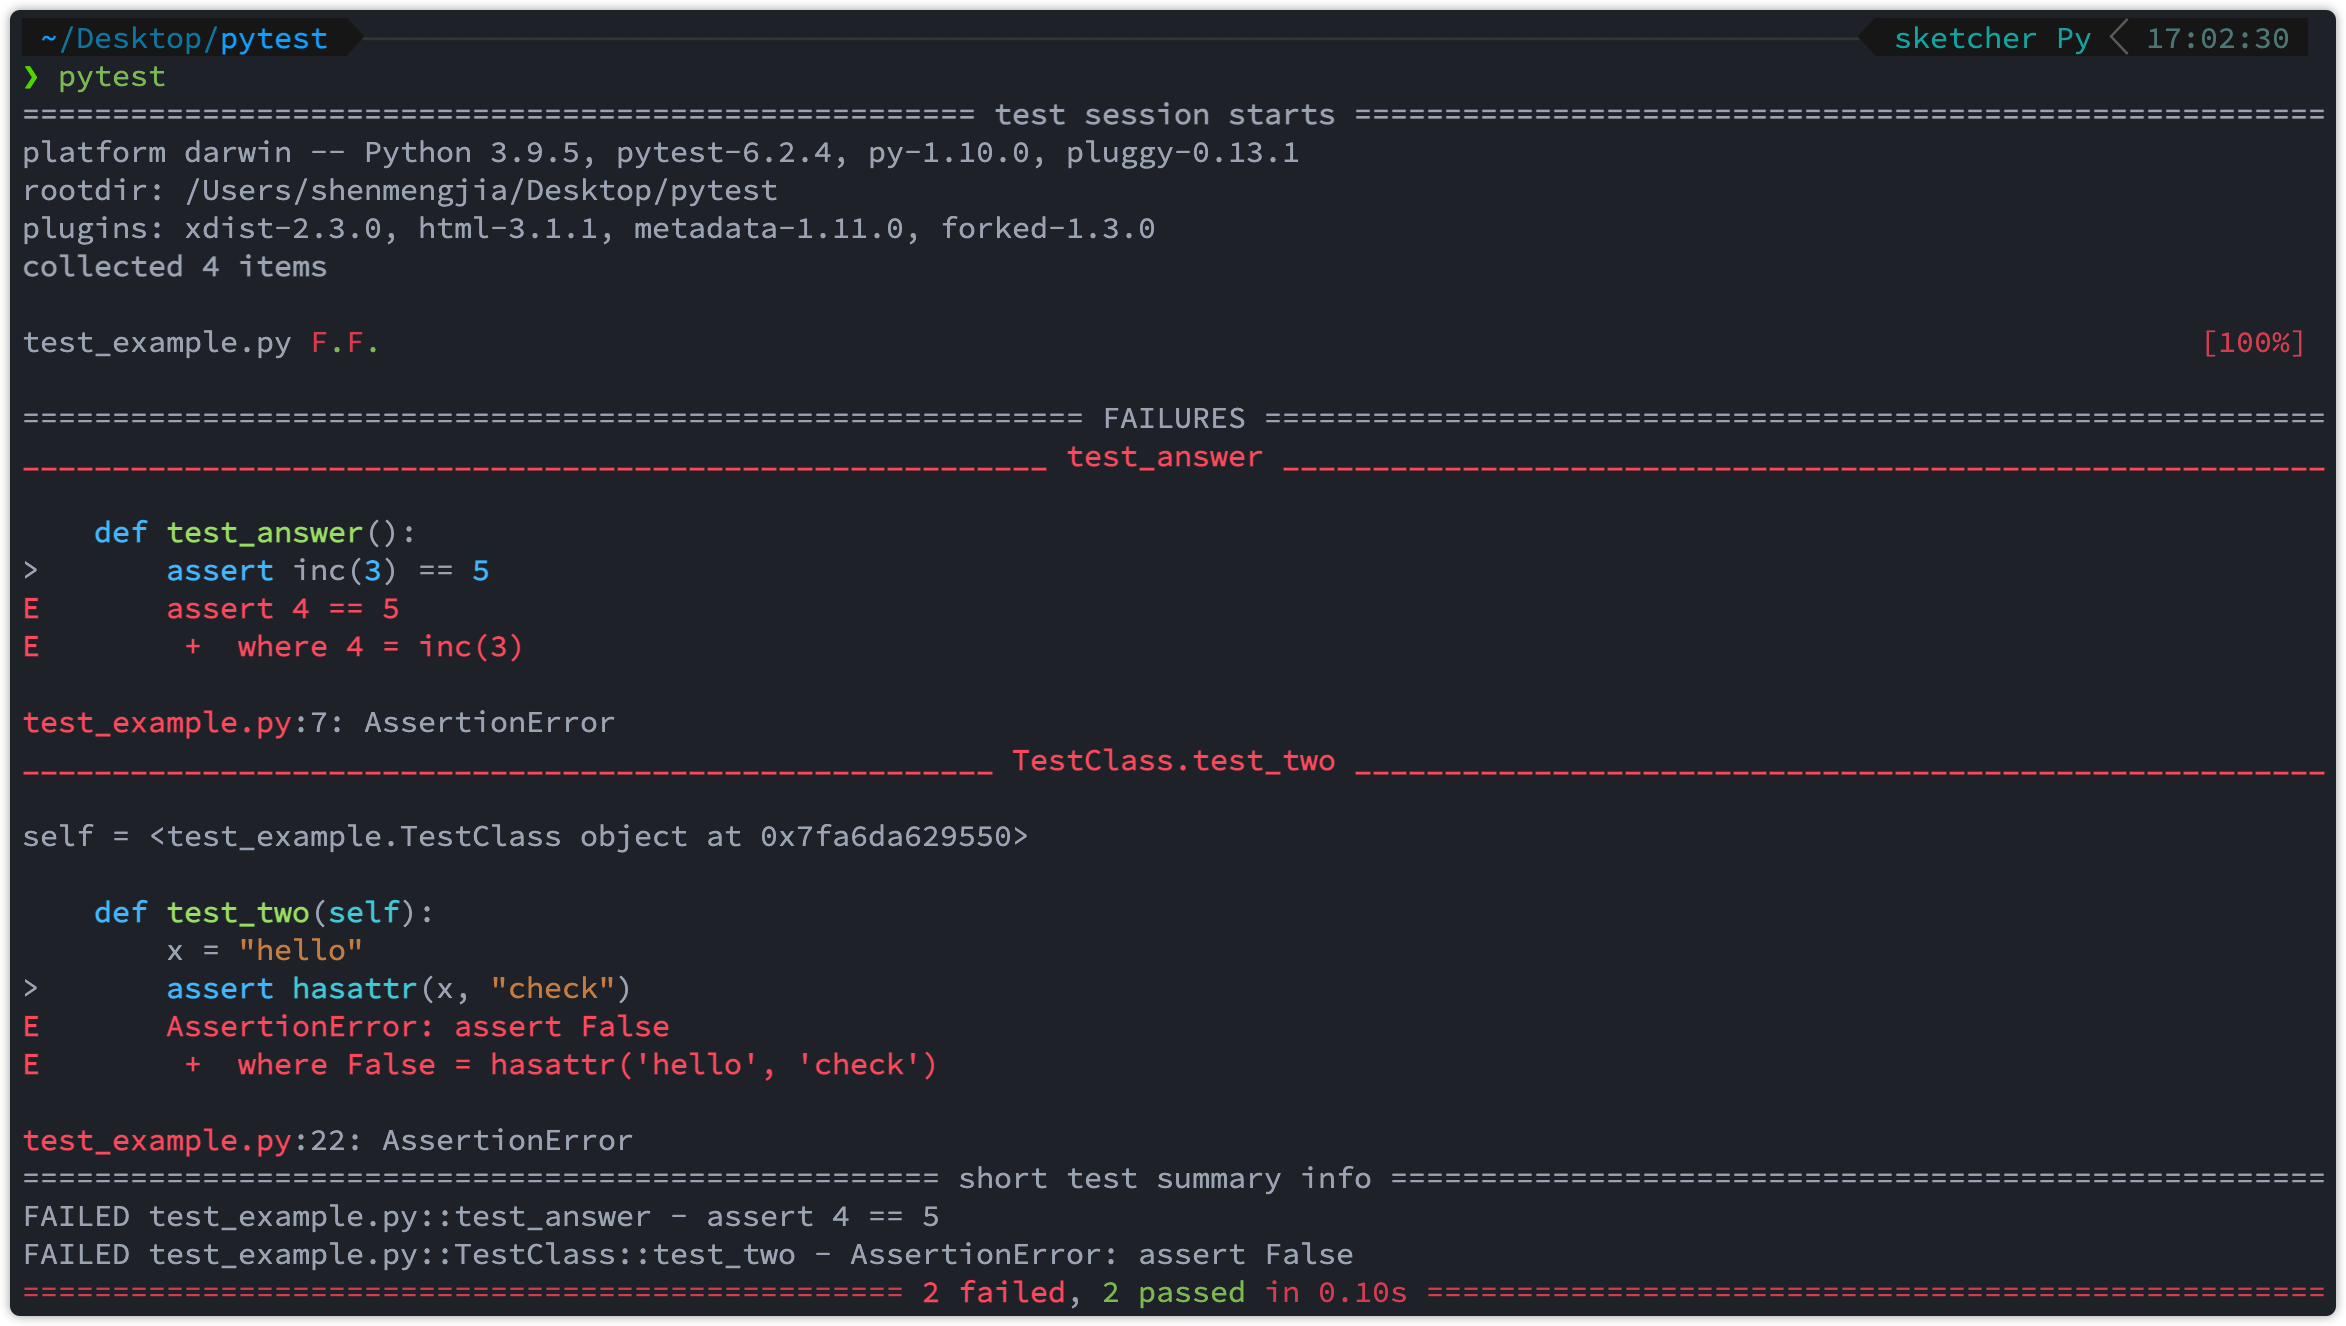 ~/Desktop/pytest sketcher Py 17:02:30
❯ pytest
===================================================== test session starts ======================================================
platform darwin -- Python 3.9.5, pytest-6.2.4, py-1.10.0, pluggy-0.13.1
rootdir: /Users/shenmengjia/Desktop/pytest
plugins: xdist-2.3.0, html-3.1.1, metadata-1.11.0, forked-1.3.0
collected 4 items
test_example.py F.F. [100%]
=========================================================== FAILURES ===========================================================
_________________________________________________________ test_answer __________________________________________________________
    def test_answer():
>       assert inc(3) == 5
E       assert 4 == 5
E        +  where 4 = inc(3)
test_example.py:7: AssertionError
______________________________________________________ TestClass.test_two ______________________________________________________
self = <test_example.TestClass object at 0x7fa6da629550>
    def test_two(self):
        x = "hello"
>       assert hasattr(x, "check")
E       AssertionError: assert False
E        +  where False = hasattr('hello', 'check')
test_example.py:22: AssertionError
=================================================== short test summary info ====================================================
FAILED test_example.py::test_answer - assert 4 == 5
FAILED test_example.py::TestClass::test_two - AssertionError: assert False
================================================= 2 failed, 2 passed in 0.10s ==================================================